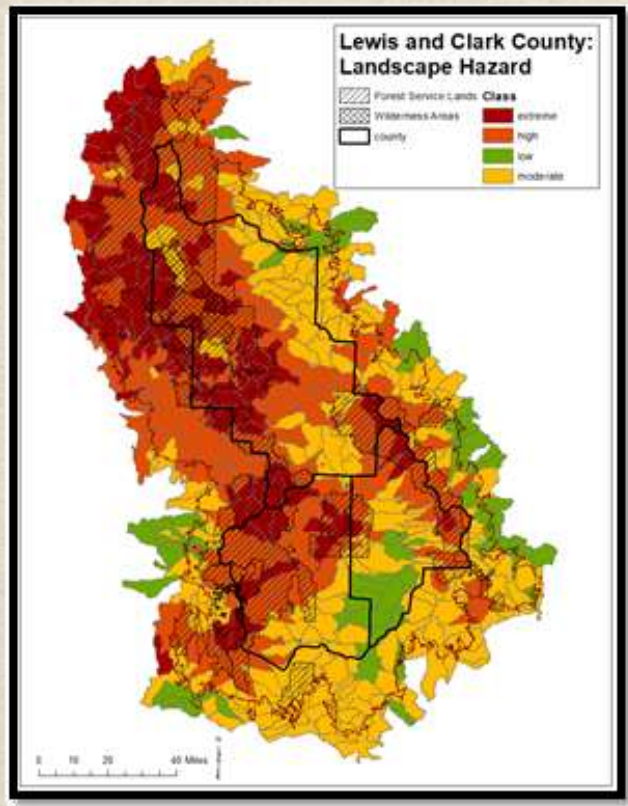 Lewis and Clark County:
Landscape Hazard
Forest Service Lands
Wilderness Areas
county
Class
extreme
high
low
moderate
0 10 20 40 Miles